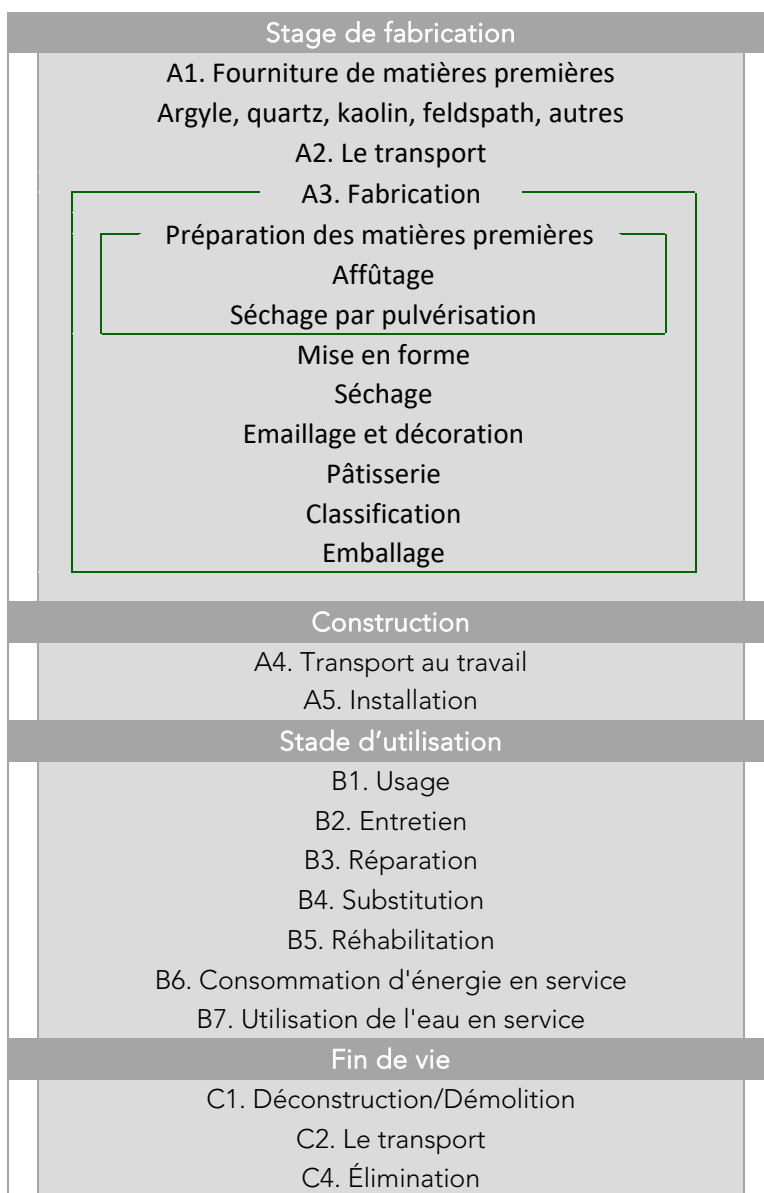 Stage de fabrication
A1. Fourniture de matières premières
Argyle, quartz, kaolin, feldspath, autres
A2. Le transport
A3. Fabrication
Préparation des matières premières
Affûtage
Séchage par pulvérisation
Mise en forme
Séchage
Emaillage et décoration
Pâtisserie
Classification
Emballage
Construction
A4. Transport au travail
A5. Installation
Stade d’utilisation
B1. Usage
B2. Entretien
B3. Réparation
B4. Substitution
B5. Réhabilitation
B6. Consommation d'énergie en service
B7. Utilisation de l'eau en service
Fin de vie
C1. Déconstruction/Démolition
C2. Le transport
C4. Élimination